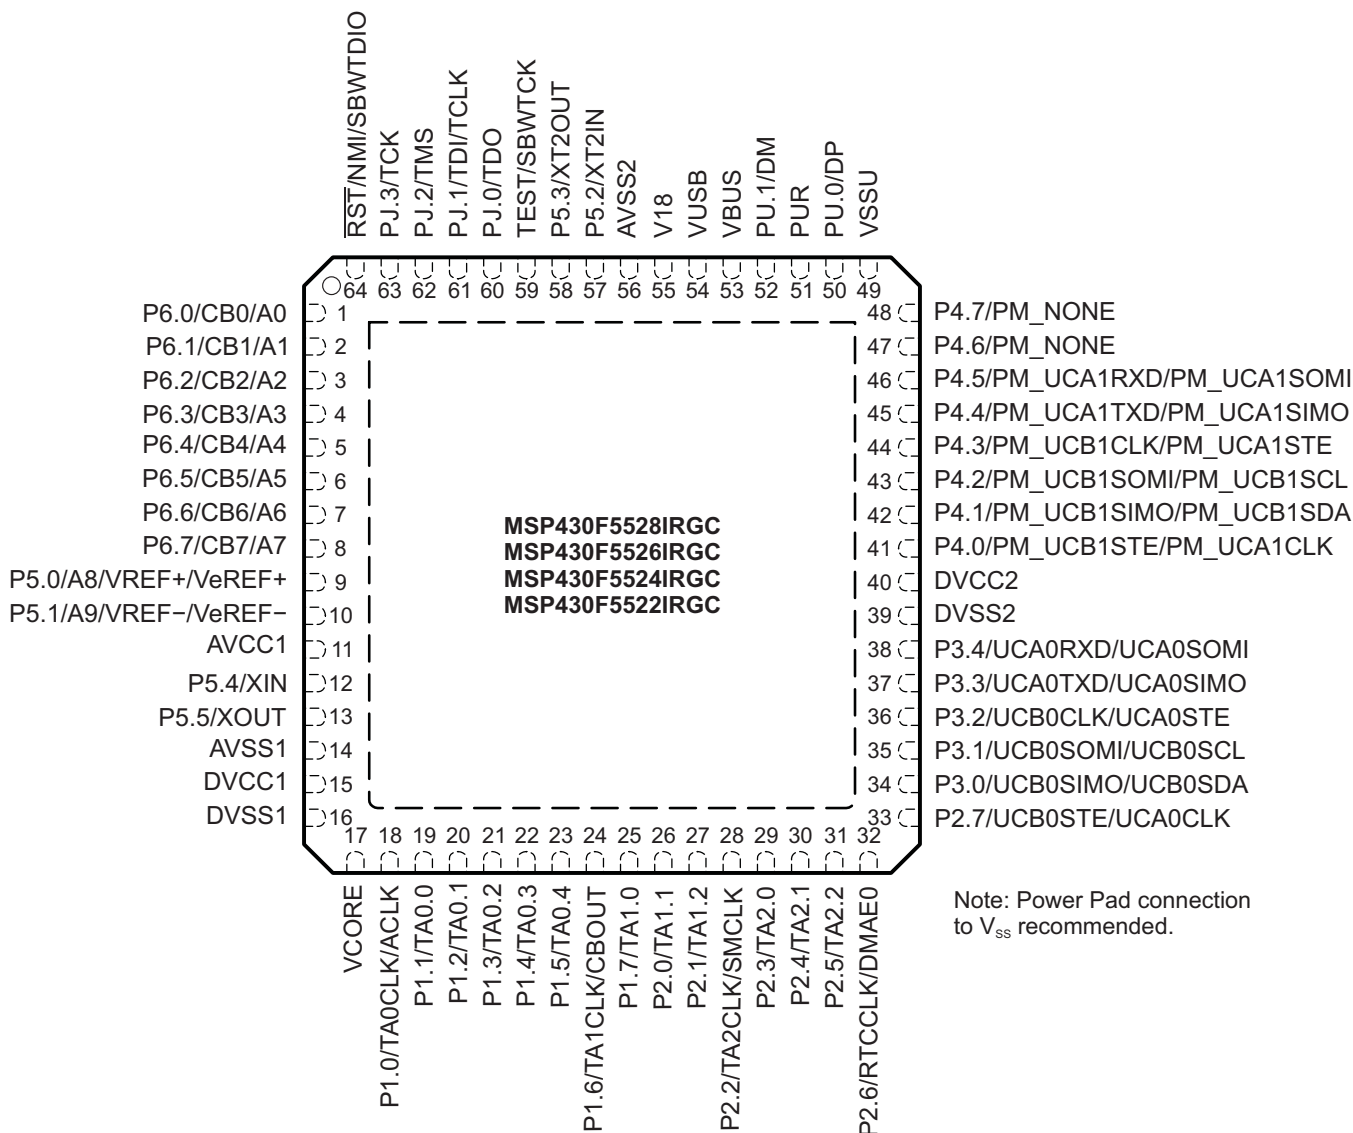 RST/NMI/SBWTDIO
PJ.3/TCK
PJ.2/TMS
PJ.1/TDI/TCLK
PJ.0/TDO
TEST/SBWTCK
P5.3/XT2OUT
P5.2/XT2IN
AVSS2
V18
VUSB
VBUS
PU.1/DM
PUR
PU.0/DP
VSSU
64 63 62 61 60 59 58 57 56 55 54 53 52 51 50 49
P6.0/CB0/A0 1
P6.1/CB1/A1 2
P6.2/CB2/A2 3
P6.3/CB3/A3 4
P6.4/CB4/A4 5
P6.5/CB5/A5 6
P6.6/CB6/A6 7
P6.7/CB7/A7 8
P5.0/A8/VREF+/VeREF+ 9
P5.1/A9/VREF−/VeREF− 10
AVCC1 11
P5.4/XIN 12
P5.5/XOUT 13
AVSS1 14
DVCC1 15
DVSS1 16
MSP430F5528IRGC
MSP430F5526IRGC
MSP430F5524IRGC
MSP430F5522IRGC
48 P4.7/PM_NONE
47 P4.6/PM_NONE
46 P4.5/PM_UCA1RXD/PM_UCA1SOMI
45 P4.4/PM_UCA1TXD/PM_UCA1SIMO
44 P4.3/PM_UCB1CLK/PM_UCA1STE
43 P4.2/PM_UCB1SOMI/PM_UCB1SCL
42 P4.1/PM_UCB1SIMO/PM_UCB1SDA
41 P4.0/PM_UCB1STE/PM_UCA1CLK
40 DVCC2
39 DVSS2
38 P3.4/UCA0RXD/UCA0SOMI
37 P3.3/UCA0TXD/UCA0SIMO
36 P3.2/UCB0CLK/UCA0STE
35 P3.1/UCB0SOMI/UCB0SCL
34 P3.0/UCB0SIMO/UCB0SDA
33 P2.7/UCB0STE/UCA0CLK
17 18 19 20 21 22 23 24 25 26 27 28 29 30 31 32
VCORE
P1.0/TA0CLK/ACLK
P1.1/TA0.0
P1.2/TA0.1
P1.3/TA0.2
P1.4/TA0.3
P1.5/TA0.4
P1.6/TA1CLK/CBOUT
P1.7/TA1.0
P2.0/TA1.1
P2.1/TA1.2
P2.2/TA2CLK/SMCLK
P2.3/TA2.0
P2.4/TA2.1
P2.5/TA2.2
P2.6/RTCCLK/DMAE0
Note: Power Pad connection
to Vss recommended.